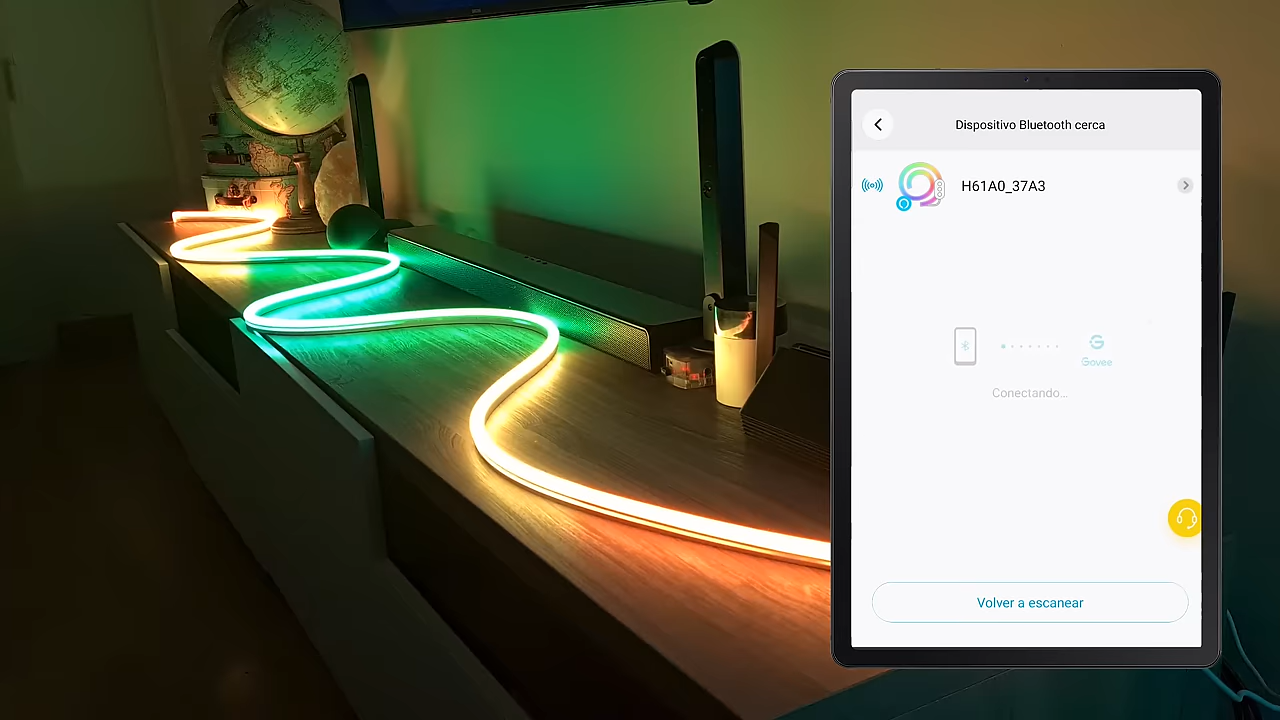 Dispositivo Bluetooth cerca
H61A0_37A3
Govee
Conectando...
Volver a escanear